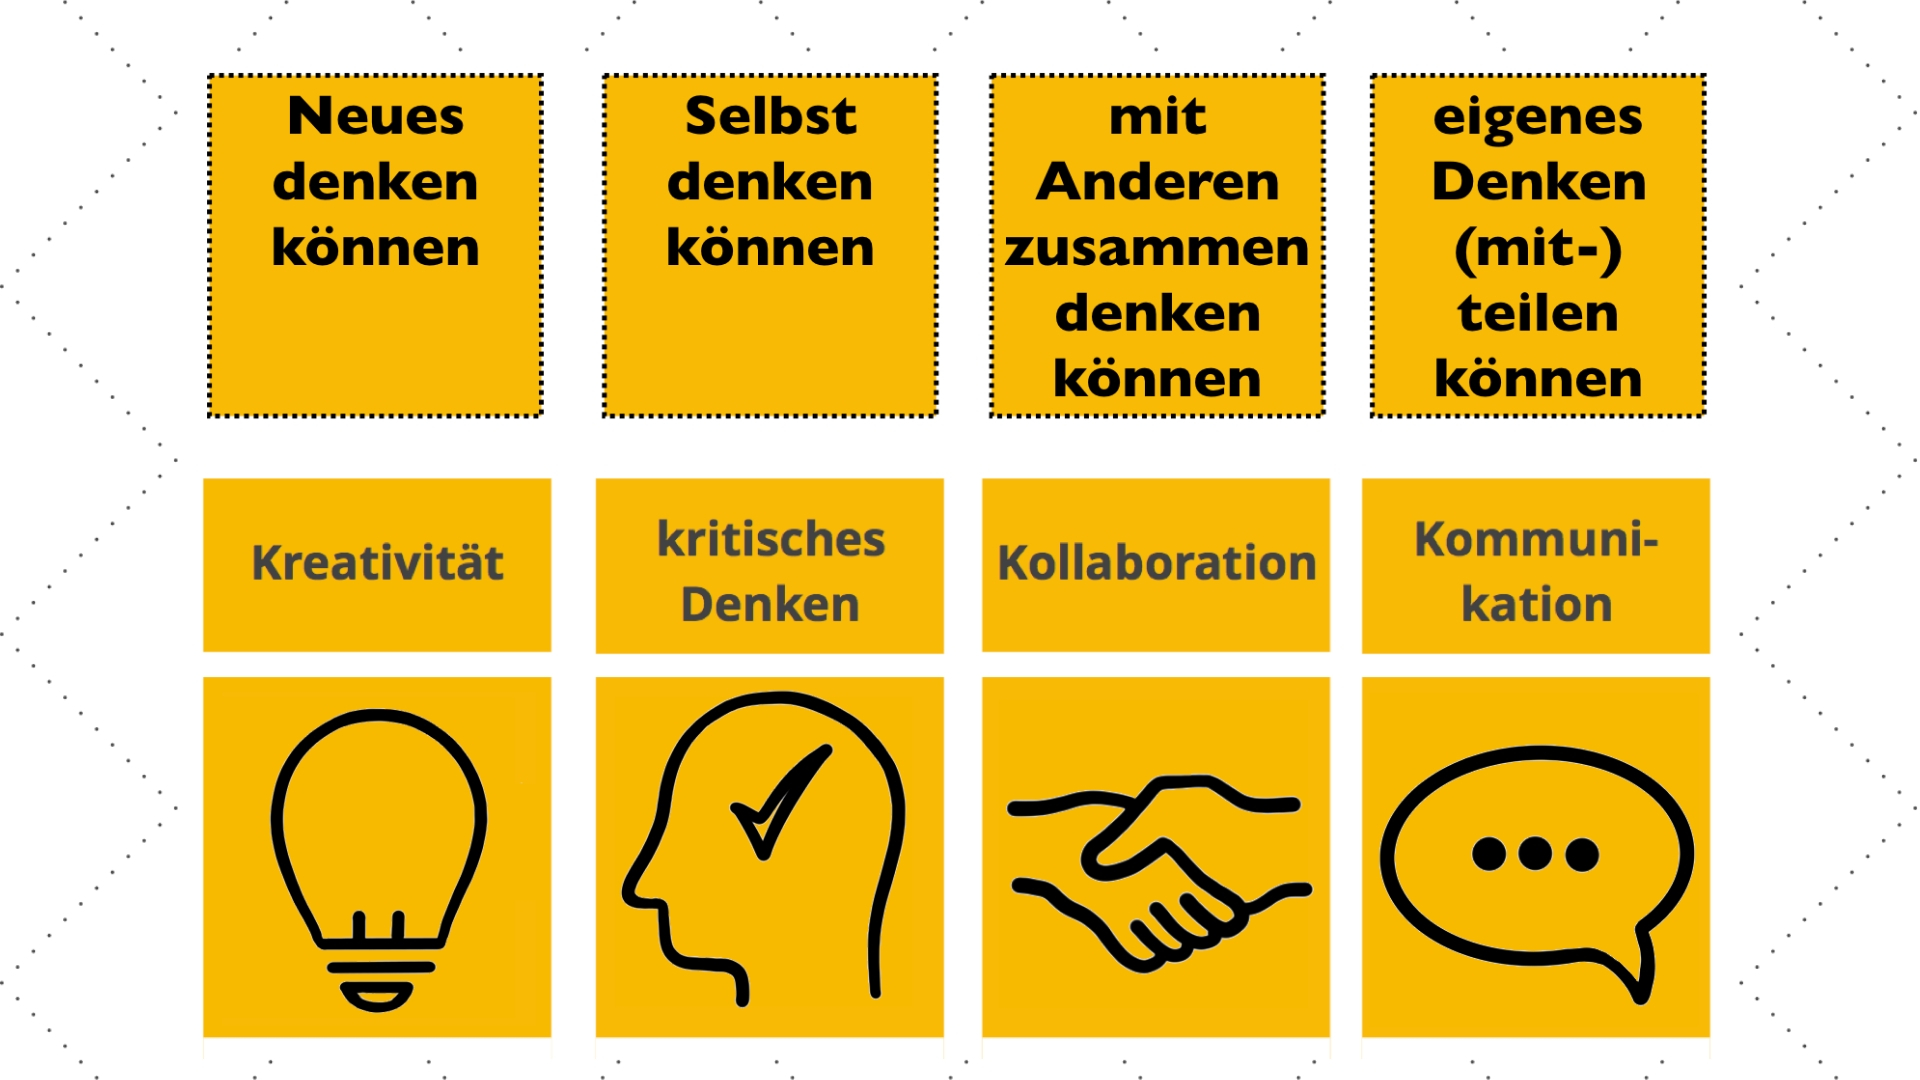 Neues
denken
können
Selbst
denken
können
mit
Anderen
zusammen
denken
können
eigenes
Denken
(mit-)
teilen
können
Kreativität
kritisches
Denken
Kollaboration
Kommuni-
kation